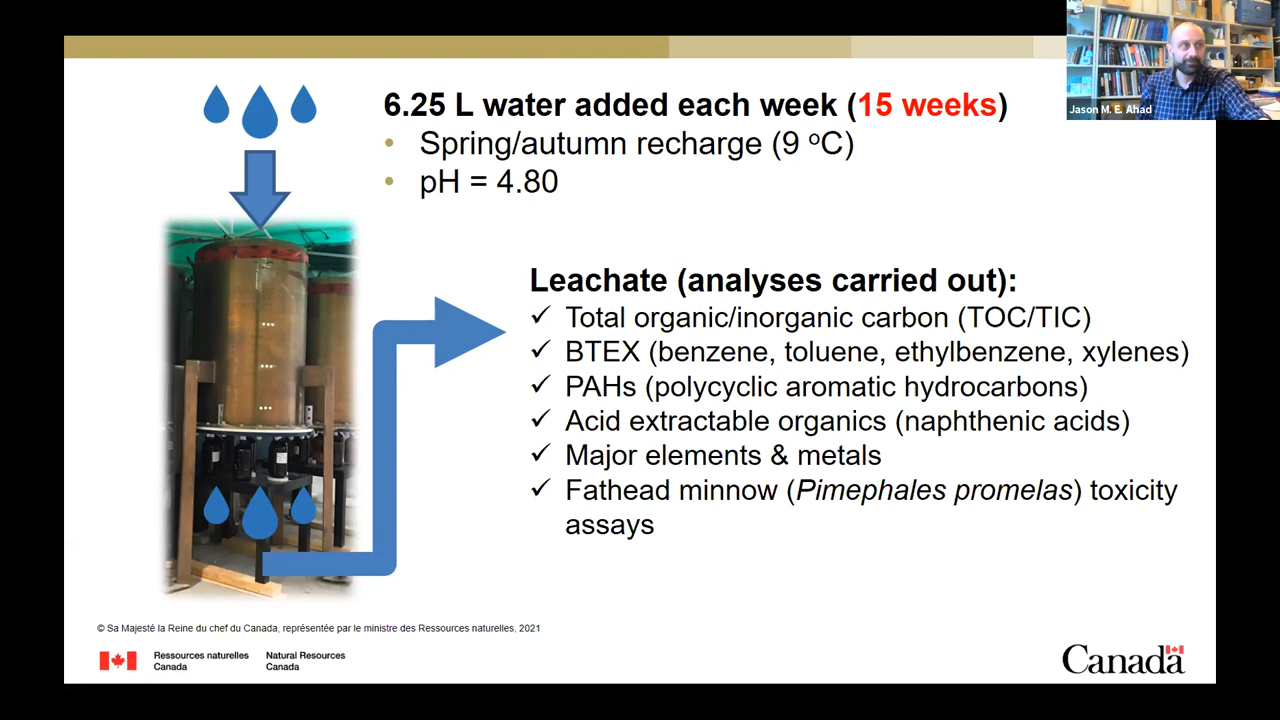 Jason M. E. Ahad
6.25 L water added each week (15 weeks)
• Spring/autumn recharge (9 ºC)
• pH = 4.80
Leachate (analyses carried out):
✓ Total organic/inorganic carbon (TOC/TIC)
✓ BTEX (benzene, toluene, ethylbenzene, xylenes)
✓ PAHs (polycyclic aromatic hydrocarbons)
✓ Acid extractable organics (naphthenic acids)
✓ Major elements & metals
✓ Fathead minnow (Pimephales promelas) toxicity
assays
© Sa Majesté la Reine du chef du Canada, représentée par le ministre des Ressources naturelles, 2021
Ressources naturelles
Canada
Natural Resources
Canada
Canada